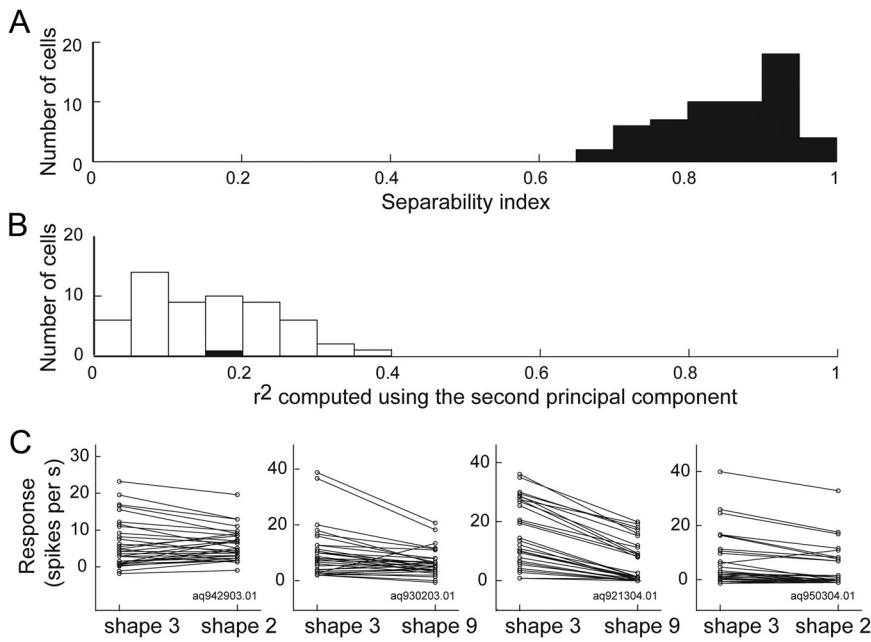 A
Number of cells
20
10
0
0 0.2 0.4 0.6 0.8 1
Separability index
B
Number of cells
20
10
0
0 0.2 0.4 0.6 0.8 1
r² computed using the second principal component
C
Response
(spikes per s)
30
20
10
0
aq942903.01
shape 3 shape 2
40
20
0
aq930203.01
shape 3 shape 9
40
20
0
aq921304.01
shape 3 shape 9
40
20
0
aq950304.01
shape 3 shape 2